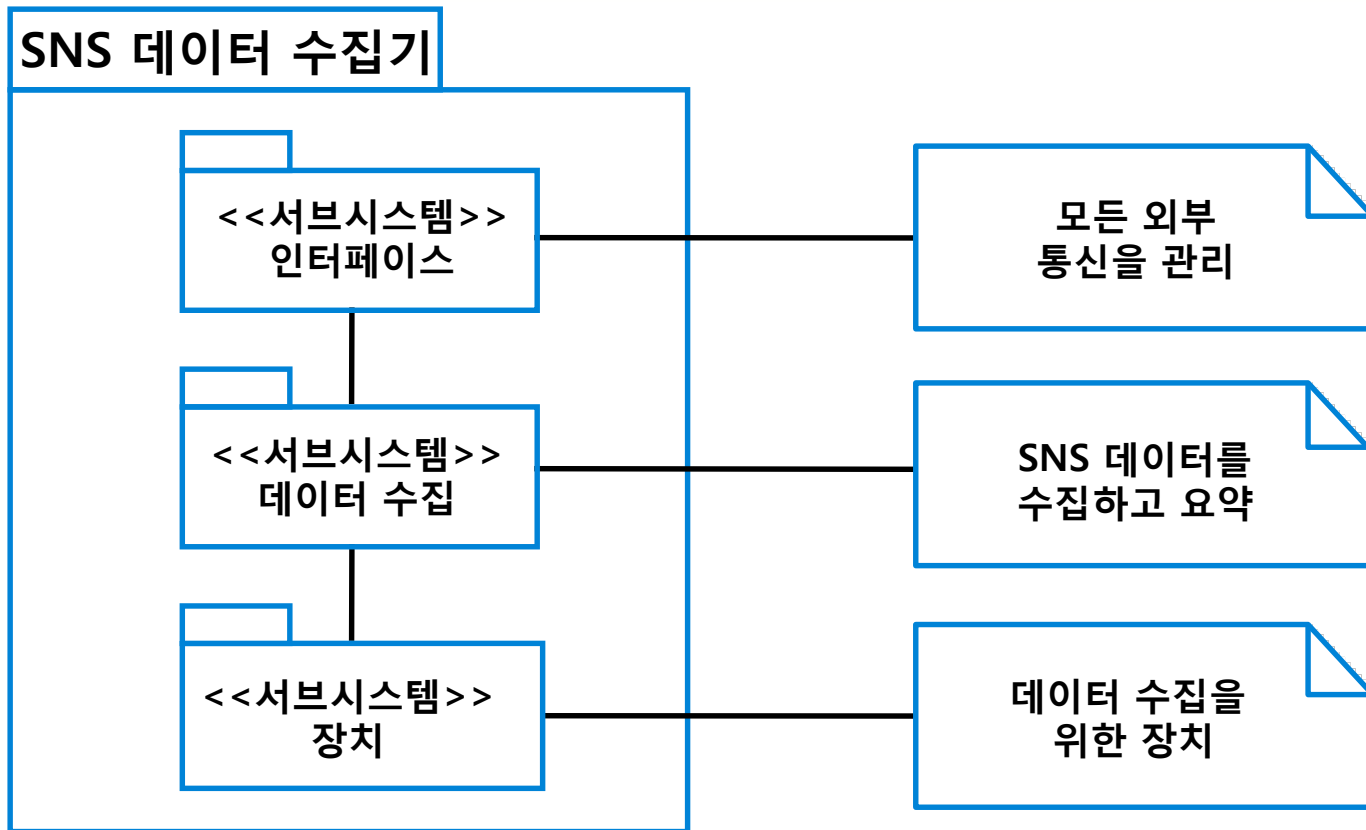 SNS 데이터 수집기
<<서브시스템>>
인터페이스
모든 외부
통신을 관리
<<서브시스템>>
데이터 수집
SNS 데이터를
수집하고 요약
<<서브시스템>>
장치
데이터 수집을
위한 장치